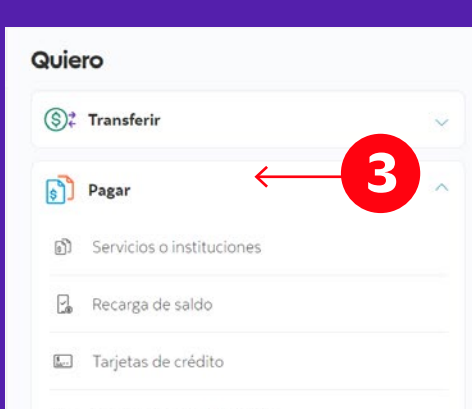 Quiero
Transferir
3
Pagar
Servicios o instituciones
Recarga de saldo
Tarjetas de crédito